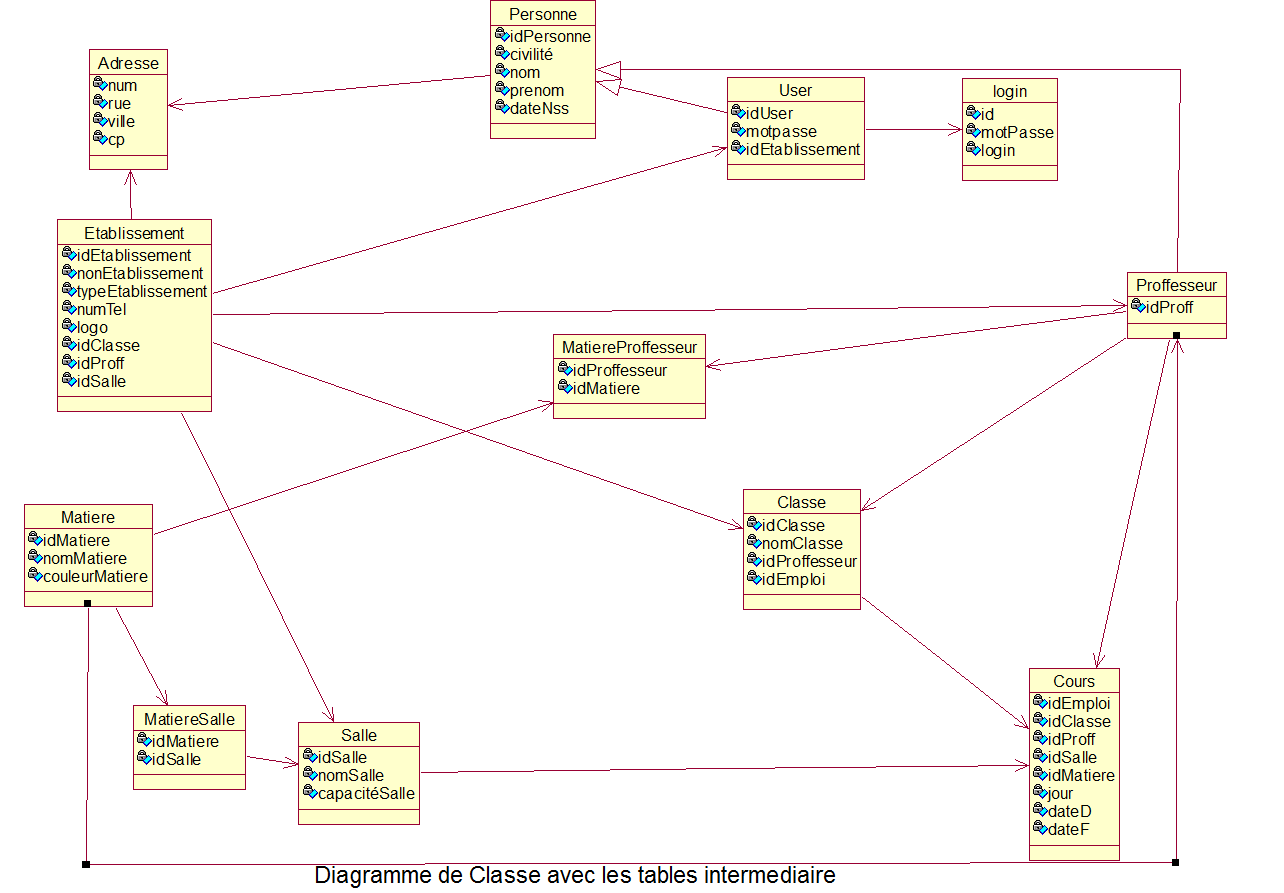 Personne
idPersonne
civilité
nom
prenom
dateNss
Adresse
num
rue
ville
cp
User
idUser
motpasse
idEtablissement
login
id
motPasse
login
Etablissement
idEtablissement
nonEtablissement
typeEtablissement
numTel
logo
idClasse
idProff
idSalle
Proffesseur
idProff
MatiereProffesseur
idProffesseur
idMatiere
Classe
idClasse
nomClasse
idProffesseur
idEmploi
Matiere
idMatiere
nomMatiere
couleurMatiere
MatiereSalle
idMatiere
idSalle
Salle
idSalle
nomSalle
capacitéSalle
Cours
idEmploi
idClasse
idProff
idSalle
idMatiere
jour
dateD
dateF
Diagramme de Classe avec les tables intermediaire